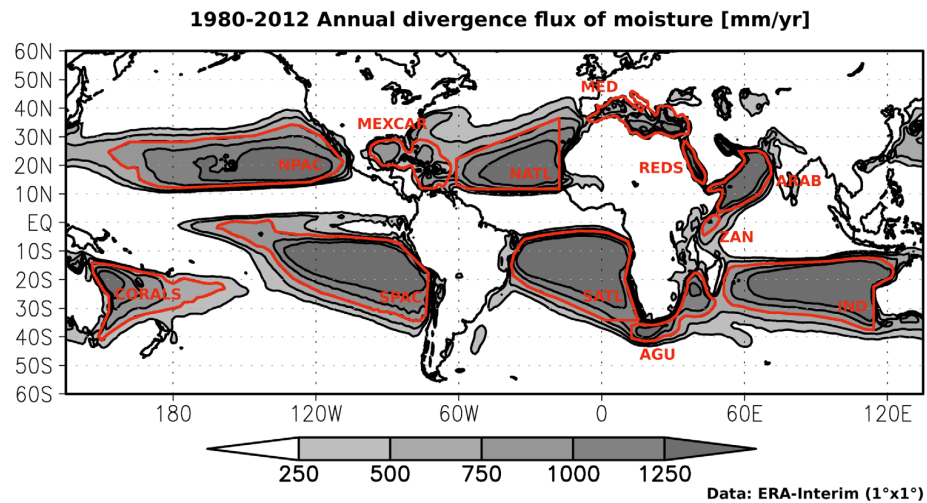 1980-2012 Annual divergence flux of moisture [mm/yr]
60N
50N
MED
40N
MEXCAR
30N
NPAC
20N
NATL
REDS
ARAB
10N
EQ
ZAN
10S
20S
CORALS
SPAC
SATL
IND
30S
40S
AGU
50S
60S
180 120W 60W 0 60E 120E
250 500 750 1000 1250
Data: ERA-Interim (1°x1°)